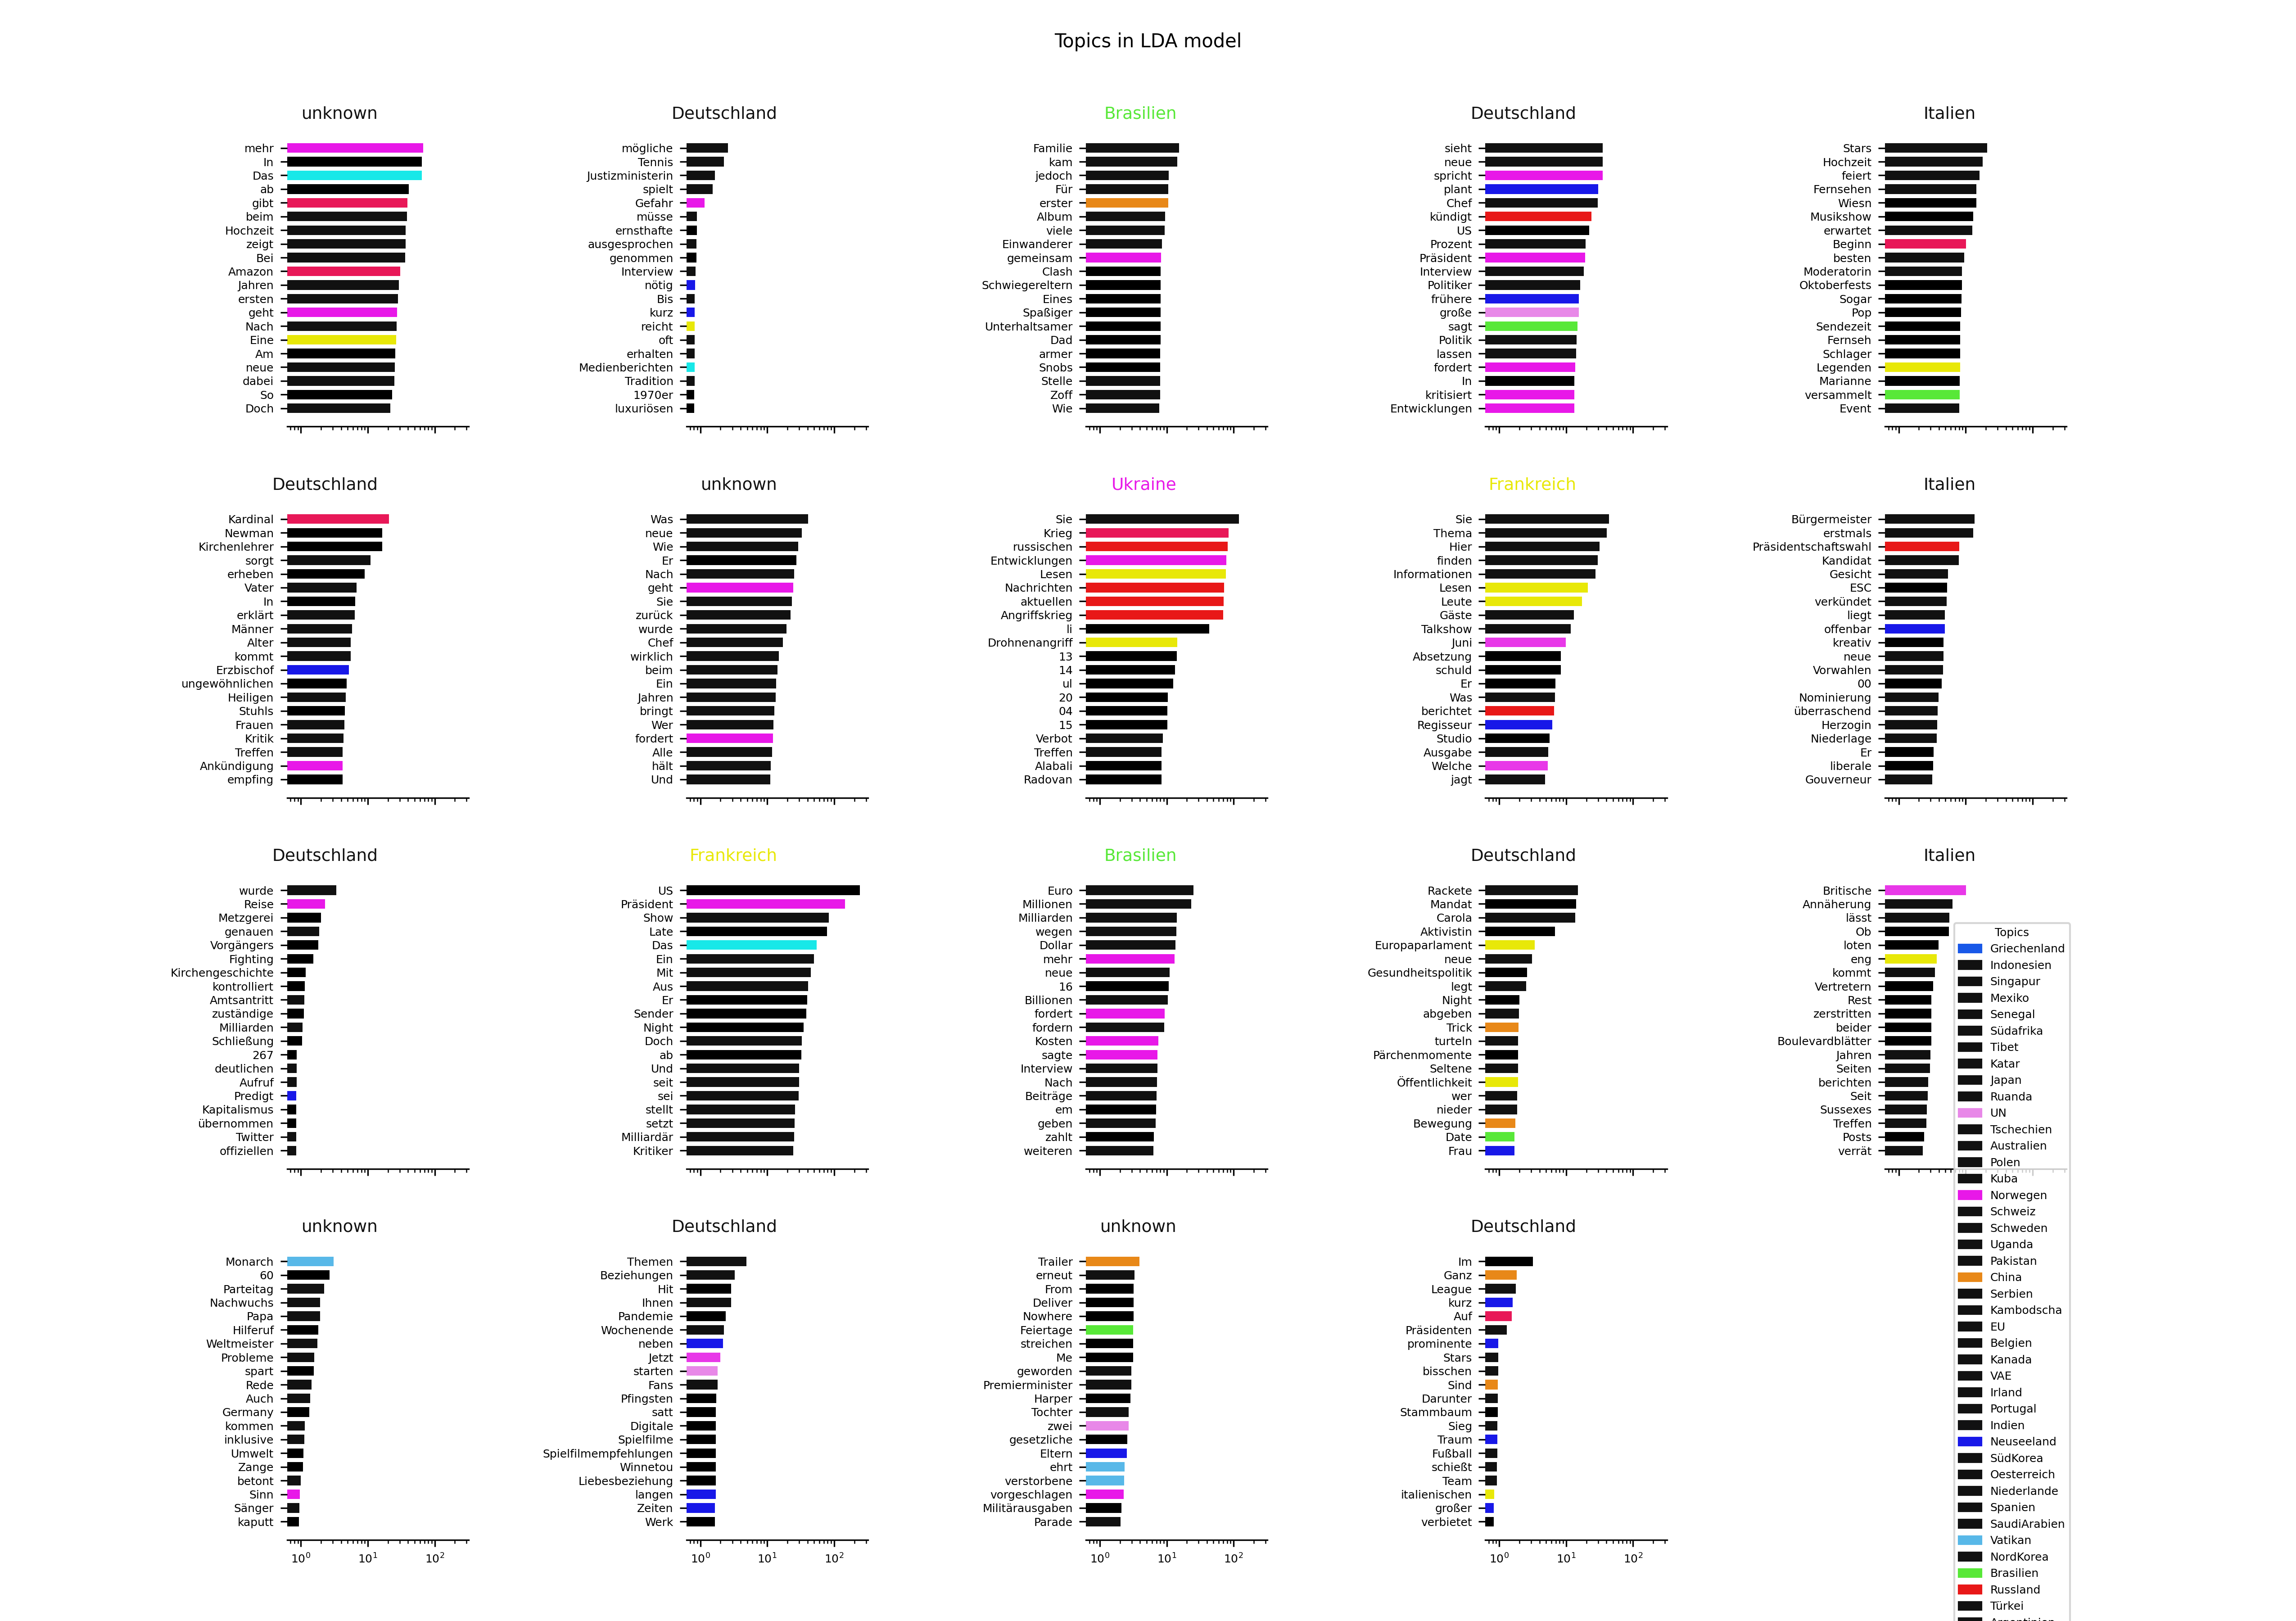 Topics in LDA model
unknown
mehr
In
Das
ab
gibt
beim
Hochzeit
zeigt
Bei
Amazon
Jahren
ersten
geht
Nach
Eine
Am
neue
dabei
So
Doch
Deutschland
mögliche
Tennis
Justizministerin
spielt
Gefahr
müsse
ernsthafte
ausgesprochen
genommen
Interview
nötig
Bis
kurz
reicht
oft
erhalten
Medienberichten
Tradition
1970er
luxuriösen
Brasilien
Familie
kam
jedoch
Für
erster
Album
viele
Einwanderer
gemeinsam
Clash
Schwiegereltern
Eines
Spaßiger
Unterhaltsamer
Dad
armer
Snobs
Stelle
Zoff
Wie
Deutschland
sieht
neue
spricht
plant
Chef
kündigt
US
Prozent
Präsident
Interview
Politiker
frühere
große
sagt
Politik
lassen
fordert
In
kritisiert
Entwicklungen
Italien
Stars
Hochzeit
feiert
Fernsehen
Wiesn
Musikshow
erwartet
Beginn
besten
Moderatorin
Oktoberfests
Sogar
Pop
Sendezeit
Fernseh
Schlager
Legenden
Marianne
versammelt
Event
Deutschland
Kardinal
Newman
Kirchenlehrer
sorgt
erheben
Vater
In
erklärt
Männer
Alter
kommt
Erzbischof
ungewöhnlichen
Heiligen
Stuhls
Frauen
Kritik
Treffen
Ankündigung
empfing
unknown
Was
neue
Wie
Er
Nach
geht
Sie
zurück
wurde
Chef
wirklich
beim
Ein
Jahren
bringt
Wer
fordert
Alle
hält
Und
Ukraine
Sie
Krieg
russischen
Entwicklungen
Lesen
Nachrichten
aktuellen
Angriffskrieg
li
Drohnenangriff
13
14
ul
20
04
15
Verbot
Treffen
Alabali
Radovan
Frankreich
Sie
Thema
Hier
finden
Informationen
Lesen
Leute
Gäste
Talkshow
Juni
Absetzung
schuld
Er
Was
berichtet
Regisseur
Studio
Ausgabe
Welche
jagt
Italien
Bürgermeister
erstmals
Präsidentschaftswahl
Kandidat
Gesicht
ESC
verkündet
liegt
offenbar
kreativ
neue
Vorwahlen
00
Nominierung
überraschend
Herzogin
Niederlage
Er
liberale
Gouverneur
Deutschland
wurde
Reise
Metzgerei
genauen
Vorgängers
Fighting
Kirchengeschichte
kontrolliert
Amtsantritt
zuständige
Milliarden
Schließung
267
deutlichen
Aufruf
Predigt
Kapitalismus
übernommen
Twitter
offiziellen
Frankreich
US
Präsident
Show
Late
Das
Ein
Mit
Aus
Er
Sender
Night
Doch
ab
Und
seit
sei
stellt
setzt
Milliardär
Kritiker
Brasilien
Euro
Millionen
Milliarden
wegen
Dollar
mehr
neue
16
Billionen
fordert
fordern
Kosten
sagte
Interview
Nach
Beiträge
em
geben
zahlt
weiteren
Deutschland
Rackete
Mandat
Carola
Aktivistin
Europaparlament
neue
Gesundheitspolitik
legt
Night
abgeben
Trick
turteln
Pärchenmomente
Seltene
Öffentlichkeit
wer
nieder
Bewegung
Date
Frau
Italien
Britische
Annäherung
lässt
Ob
loten
eng
kommt
Vertretern
Rest
zerstritten
beider
Boulevardblätter
Jahren
Seiten
berichten
Seit
Sussexes
Treffen
Posts
verrät
unknown
Monarch
60
Parteitag
Nachwuchs
Papa
Hilferuf
Weltmeister
Probleme
spart
Rede
Auch
Germany
kommen
inklusive
Umwelt
Zange
betont
Sinn
Sänger
kaputt
10⁰ 10¹ 10²
Deutschland
Themen
Beziehungen
Hit
Ihnen
Pandemie
Wochenende
neben
Jetzt
starten
Fans
Pfingsten
satt
Digitale
Spielfilme
Spielfilmempfehlungen
Winnetou
Liebesbeziehung
langen
Zeiten
Werk
10⁰ 10¹ 10²
unknown
Trailer
erneut
From
Deliver
Nowhere
Feiertage
streichen
Me
geworden
Premierminister
Harper
Tochter
zwei
gesetzliche
Eltern
ehrt
verstorbene
vorgeschlagen
Militärausgaben
Parade
10⁰ 10¹ 10²
Deutschland
Im
Ganz
League
kurz
Auf
Präsidenten
prominente
Stars
bisschen
Sind
Darunter
Stammbaum
Sieg
Traum
Fußball
schießt
Team
italienischen
großer
verbietet
10⁰ 10¹ 10²
Topics
Griechenland
Indonesien
Singapur
Mexiko
Senegal
Südafrika
Tibet
Katar
Japan
Ruanda
UN
Tschechien
Australien
Polen
Kuba
Norwegen
Schweiz
Schweden
Uganda
Pakistan
China
Serbien
Kambodscha
EU
Belgien
Kanada
VAE
Irland
Portugal
Indien
Neuseeland
SüdKorea
Oesterreich
Niederlande
Spanien
SaudiArabien
Vatikan
NordKorea
Brasilien
Russland
Türkei